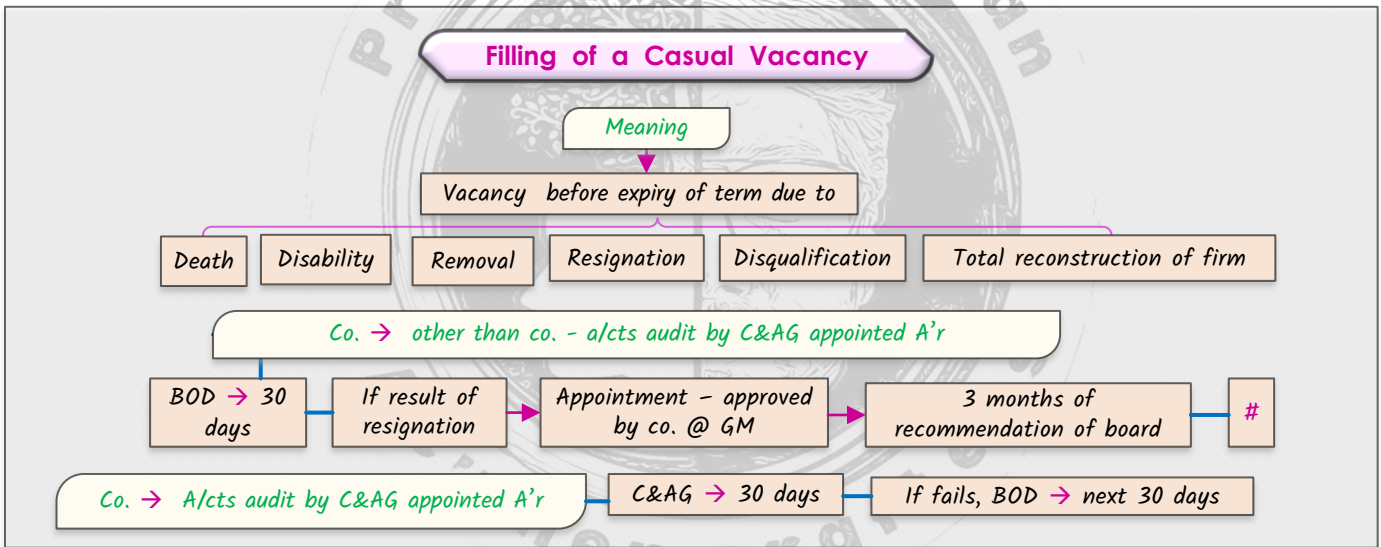 Filling of a Casual Vacancy
Meaning
Vacancy before expiry of term due to
Death
Disability
Removal
Resignation
Disqualification
Total reconstruction of firm
Co. → other than co. - a/cts audit by C&AG appointed A’r
BOD → 30
days
If result of
resignation
Appointment – approved
by co. @ GM
3 months of
recommendation of board
#
Co. → A/cts audit by C&AG appointed A’r
C&AG → 30 days
If fails, BOD → next 30 days